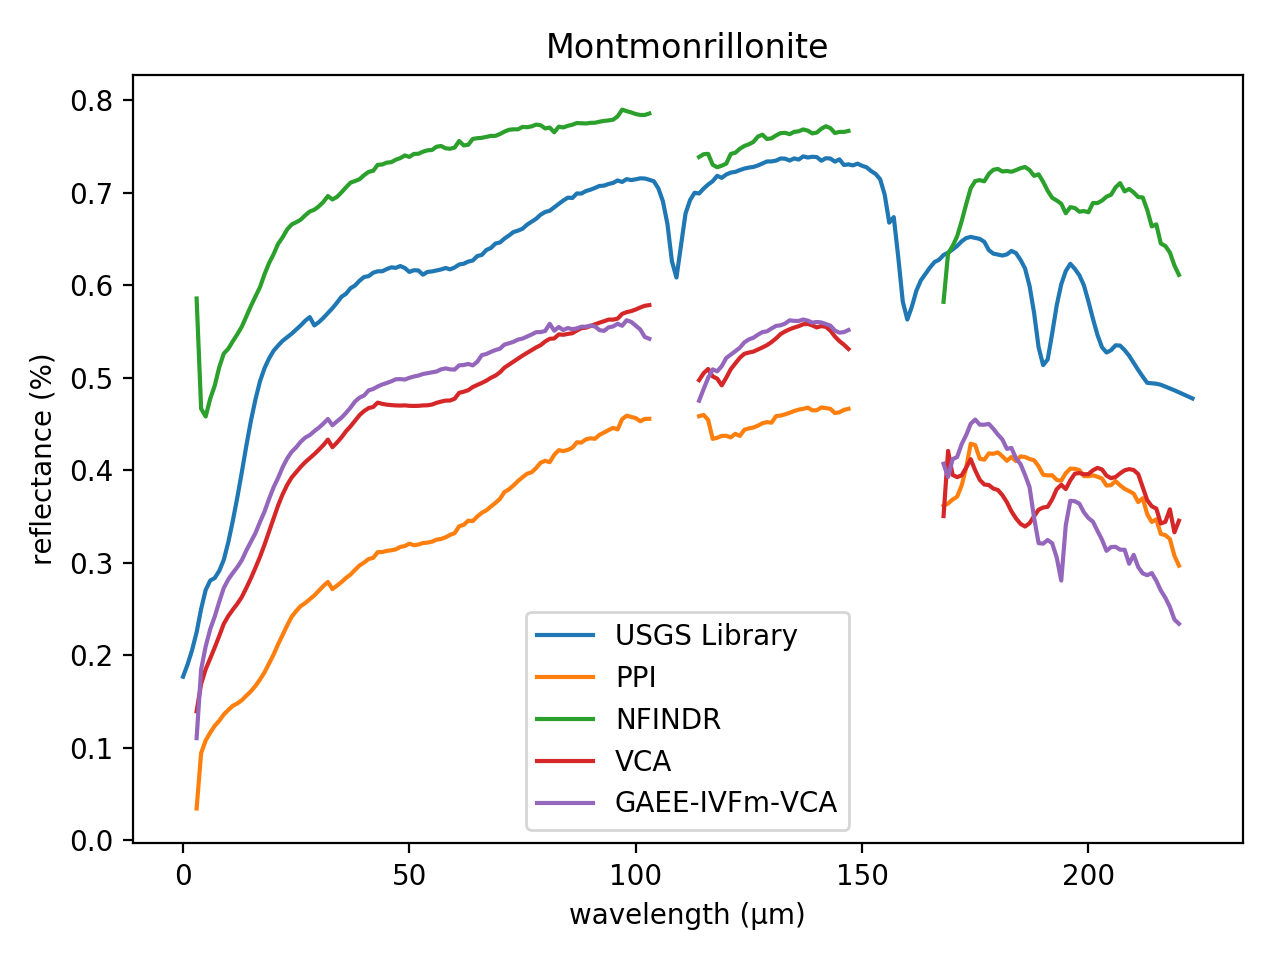 Montmonrillonite
reflectance (%)
0.8
0.7
0.6
0.5
0.4
0.3
0.2
0.1
0.0
USGS Library
PPI
NFINDR
VCA
GAEE-IVFm-VCA
0 50 100 150 200
wavelength (μm)